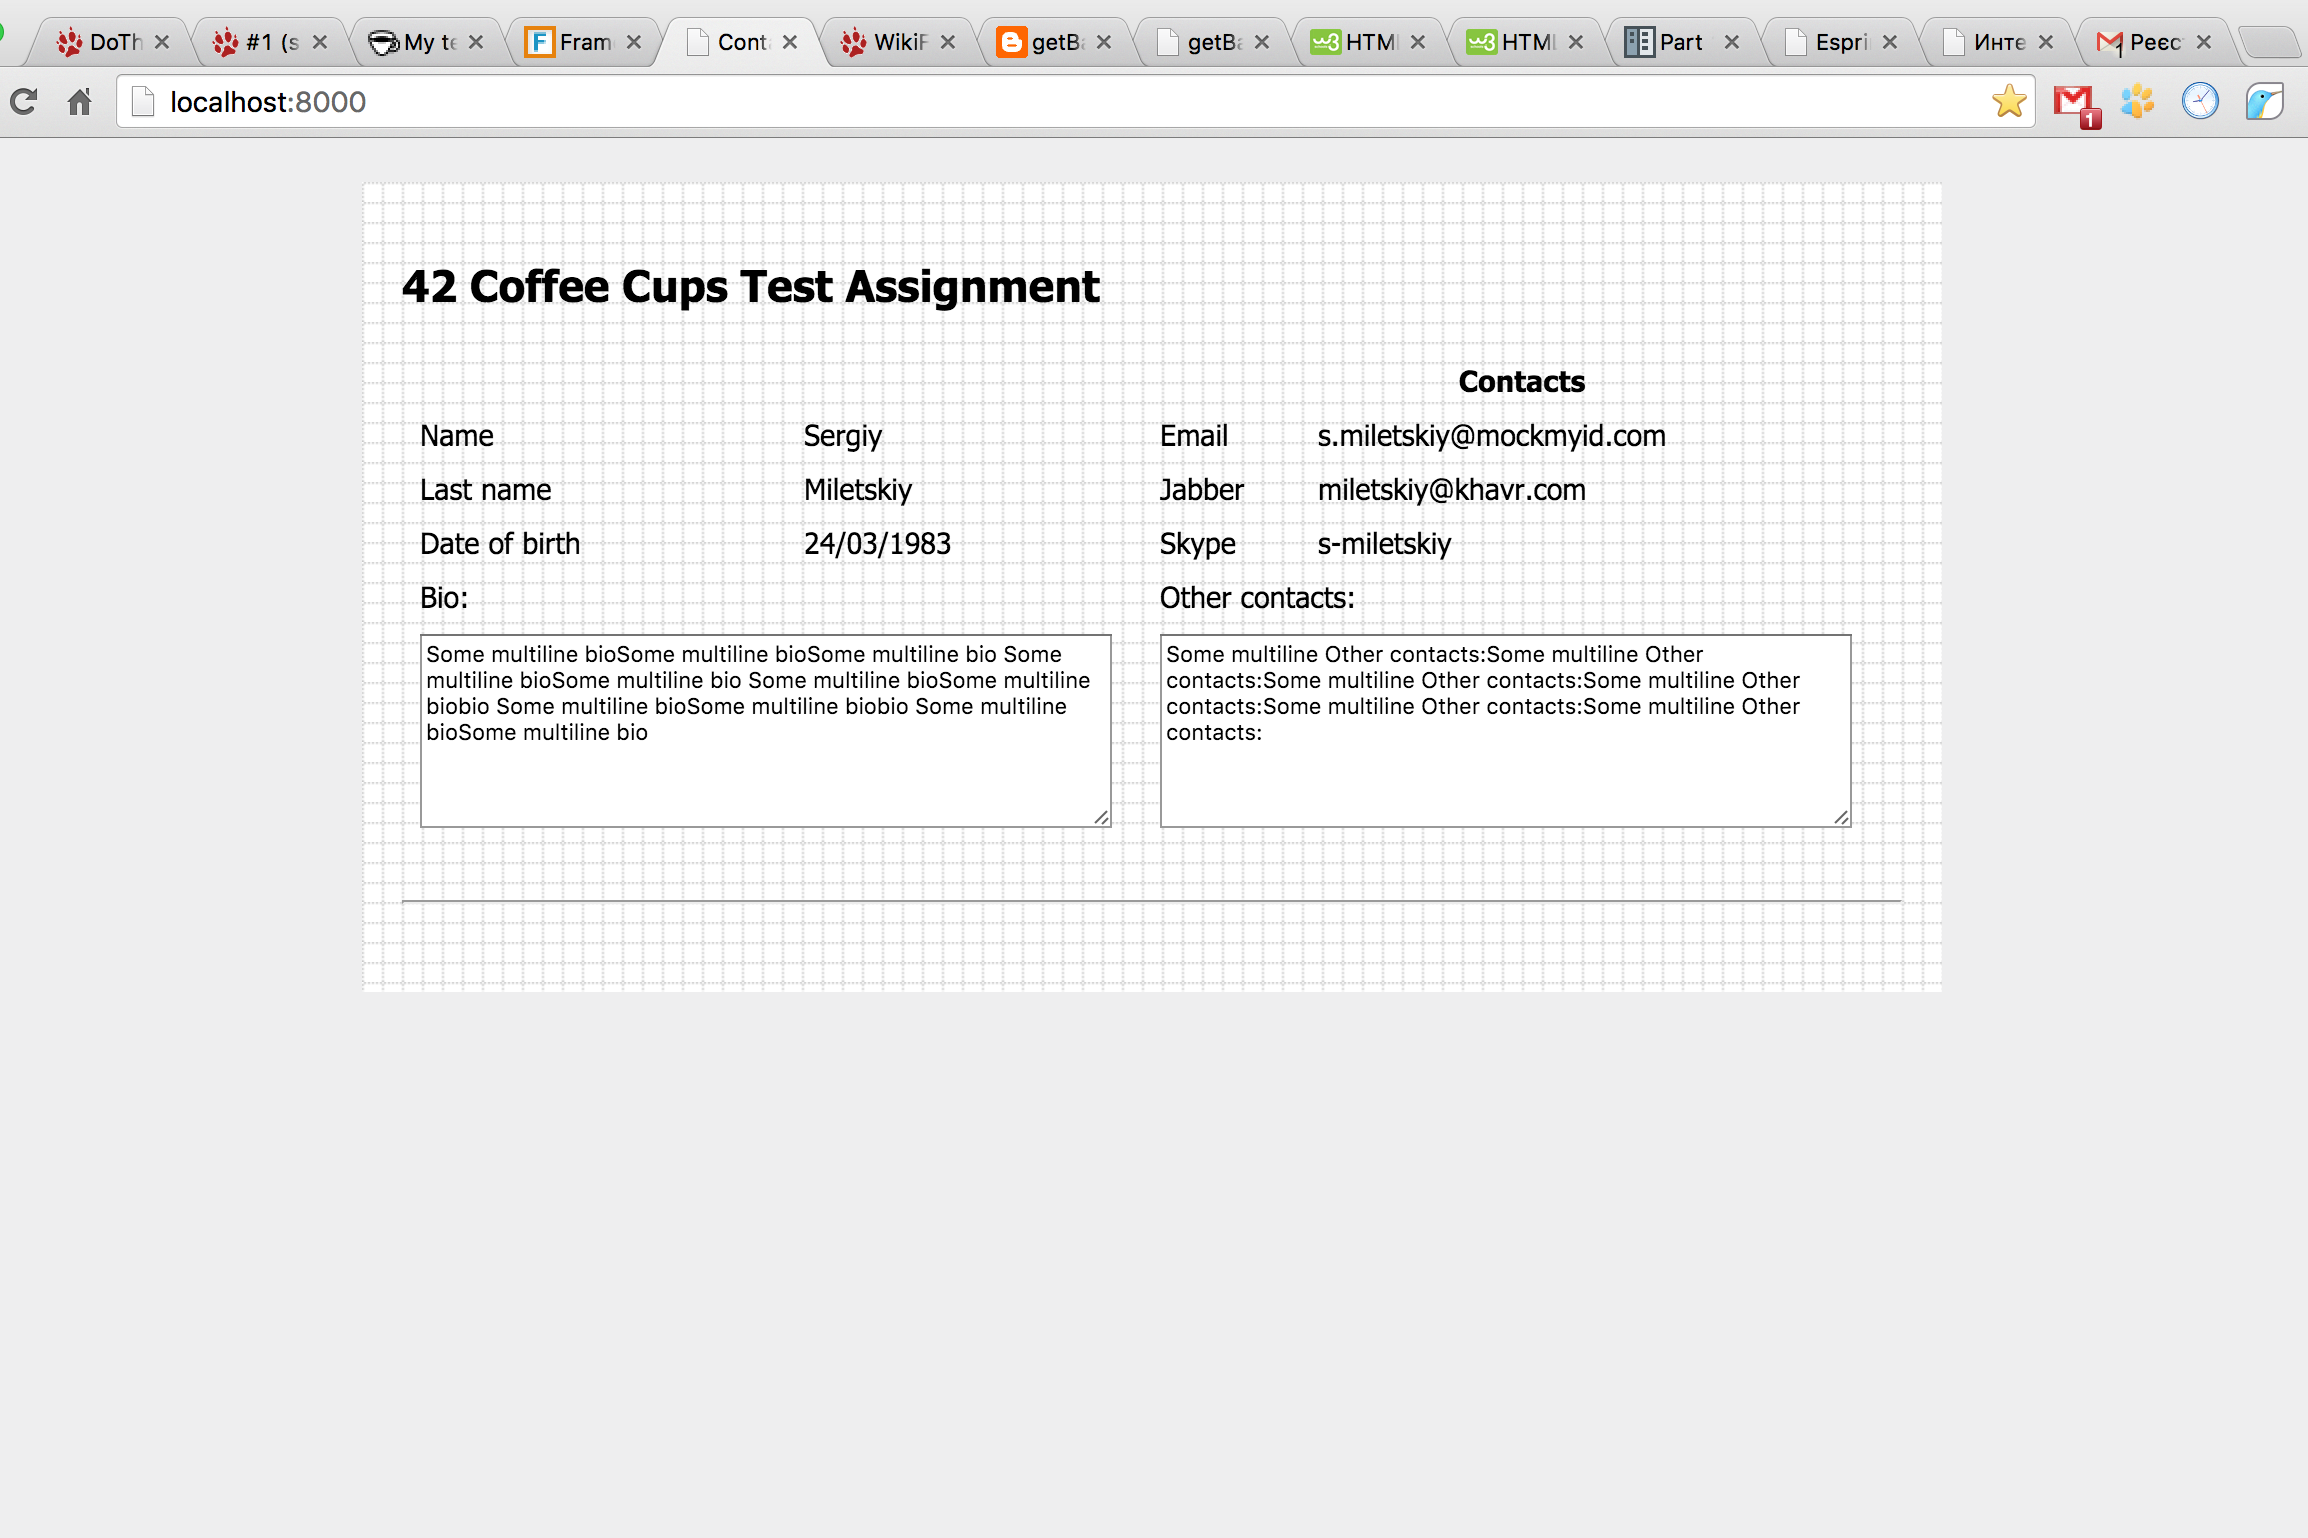 DoTh
#1 (s
My te
Fram
Cont
WikiF
getBa
getBa
HTMl
HTML
Part
Espri
Инте
Реєс
localhost:8000
1
42 Coffee Cups Test Assignment
Contacts
Name Sergiy Email s.miletskiy@mockmyid.com
Last name Miletskiy Jabber miletskiy@khavr.com
Date of birth 24/03/1983 Skype s-miletskiy
Bio: Other contacts:
Some multiline bioSome multiline bioSome multiline bio Some
multiline bioSome multiline bio Some multiline bioSome multiline
biobio Some multiline bioSome multiline biobio Some multiline
bioSome multiline bio
Some multiline Other contacts:Some multiline Other
contacts:Some multiline Other contacts:Some multiline Other
contacts:Some multiline Other contacts:Some multiline Other
contacts: